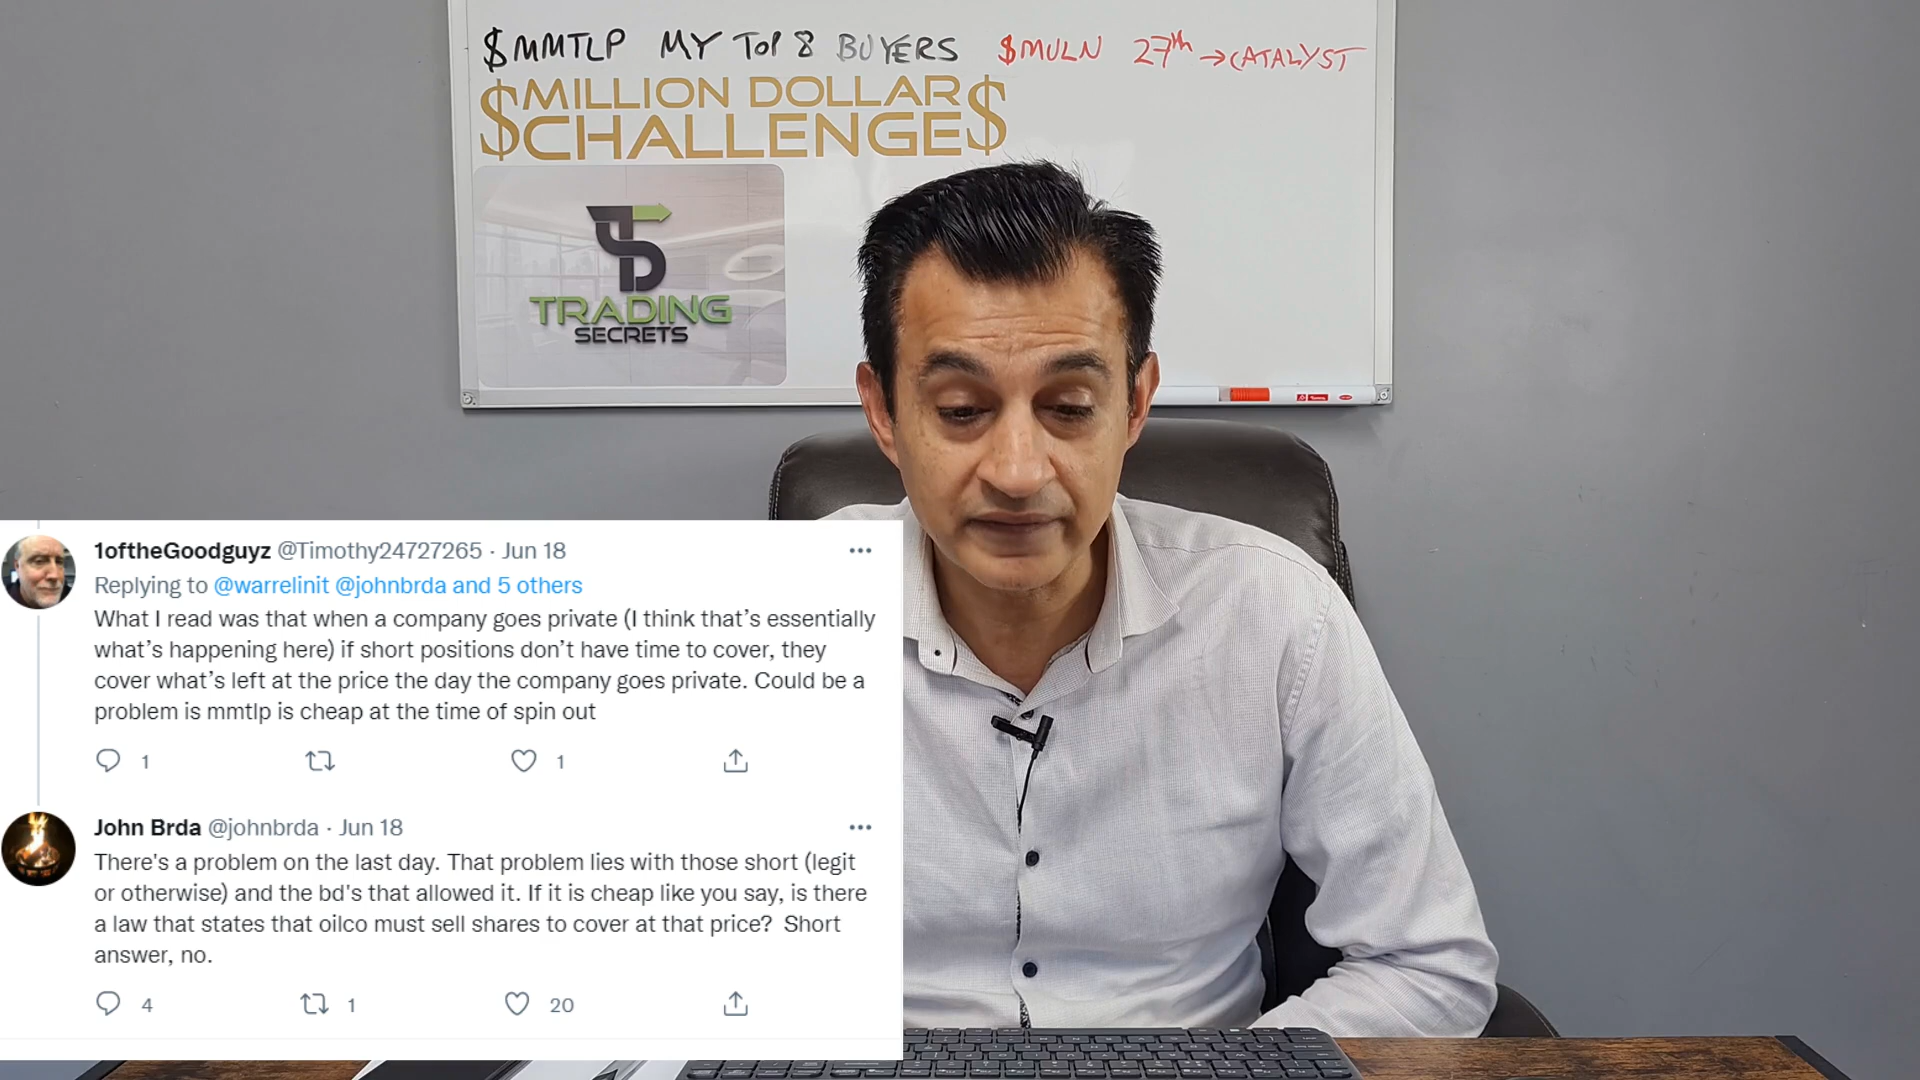 $MMTLP MY TOP 8 BUYERS $MULN 27th → CATALYST
$MILLION DOLLAR$
CHALLENGE
TRADING
SECRETS
1oftheGoodguyz @Timothy24727265 · Jun 18
Replying to @warrelinit @johnbrda and 5 others
What I read was that when a company goes private (I think that’s essentially
what’s happening here) if short positions don’t have time to cover, they
cover what’s left at the price the day the company goes private. Could be a
problem is mmtlp is cheap at the time of spin out
1 1
John Brda @johnbrda · Jun 18
There's a problem on the last day. That problem lies with those short (legit
or otherwise) and the bd's that allowed it. If it is cheap like you say, is there
a law that states that oilco must sell shares to cover at that price?  Short
answer, no.
4 1 20